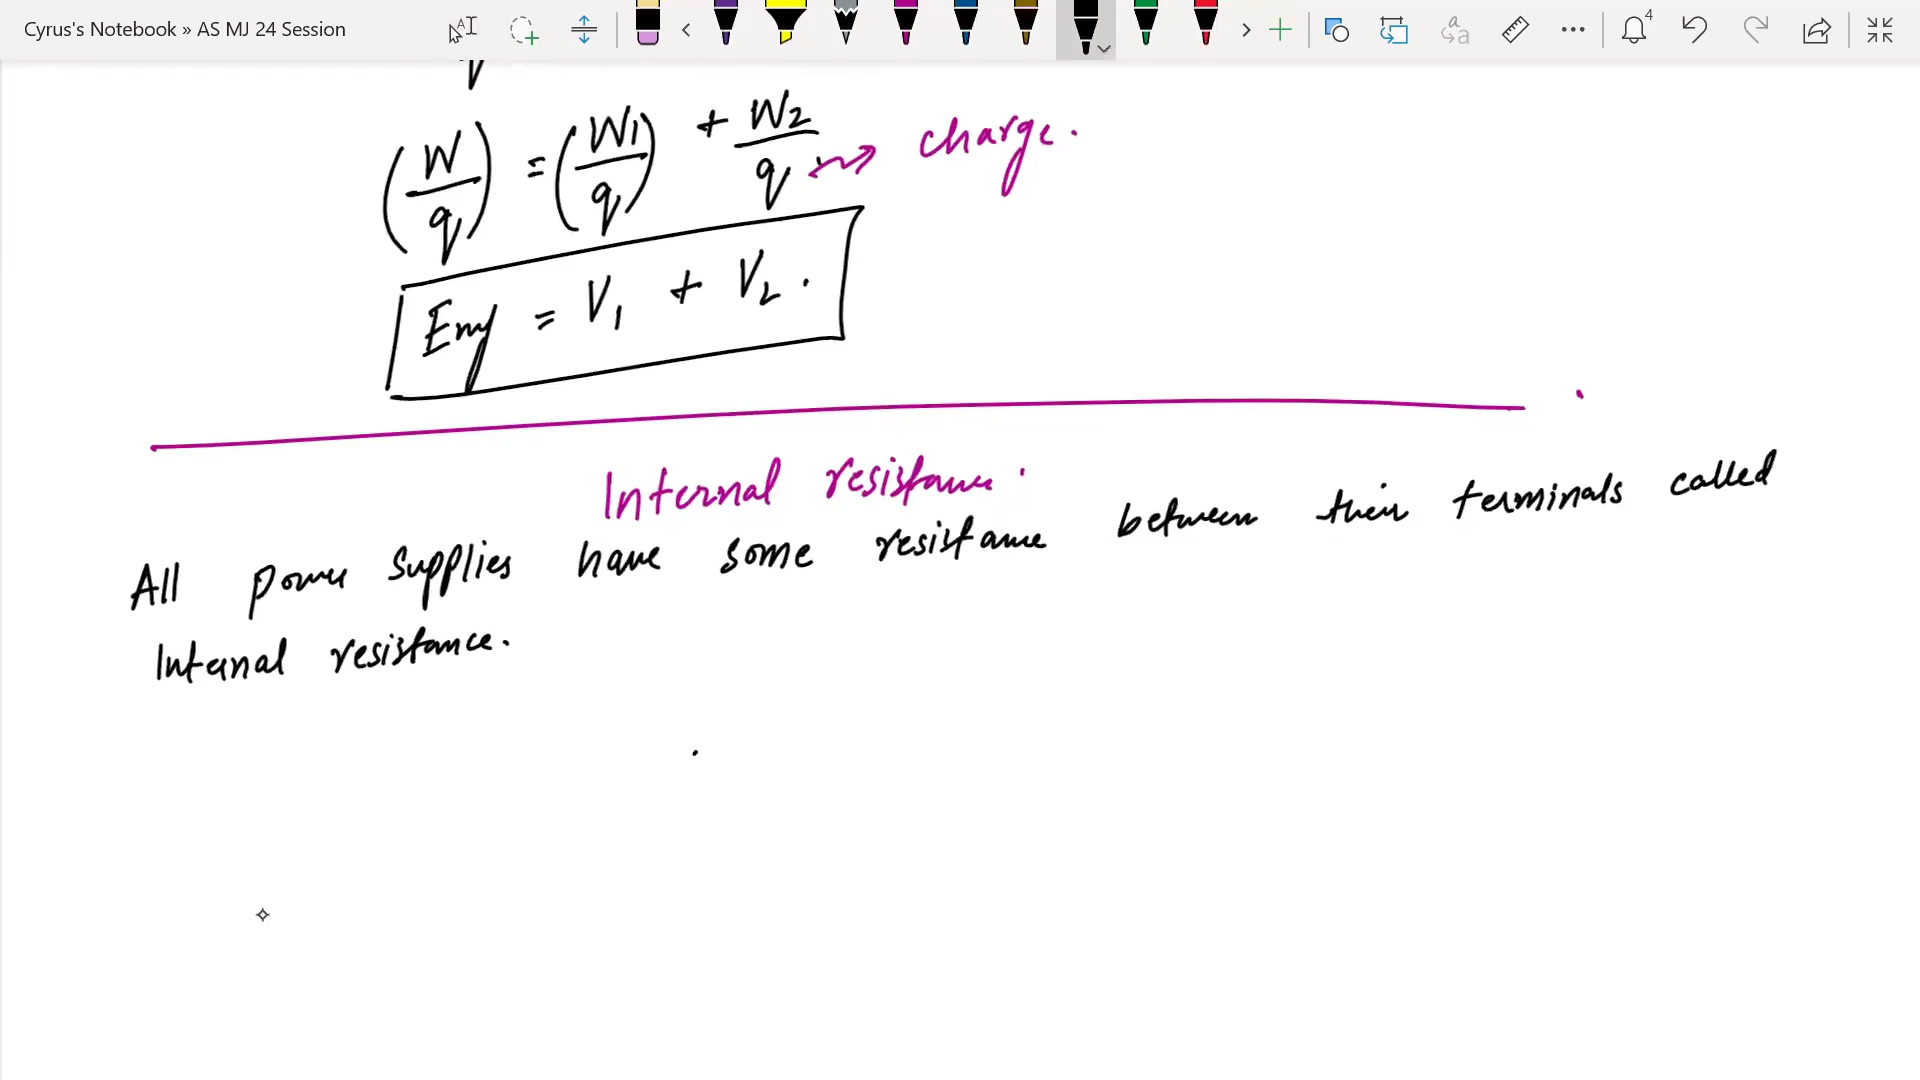 Cyrus's Notebook » AS MJ 24 Session
4
(W/q) = (W1/q) + W2/q → charge.
Emf = V1 + V2.
Internal resistance.
All power supplies have some resistance between their terminals called
Internal resistance.